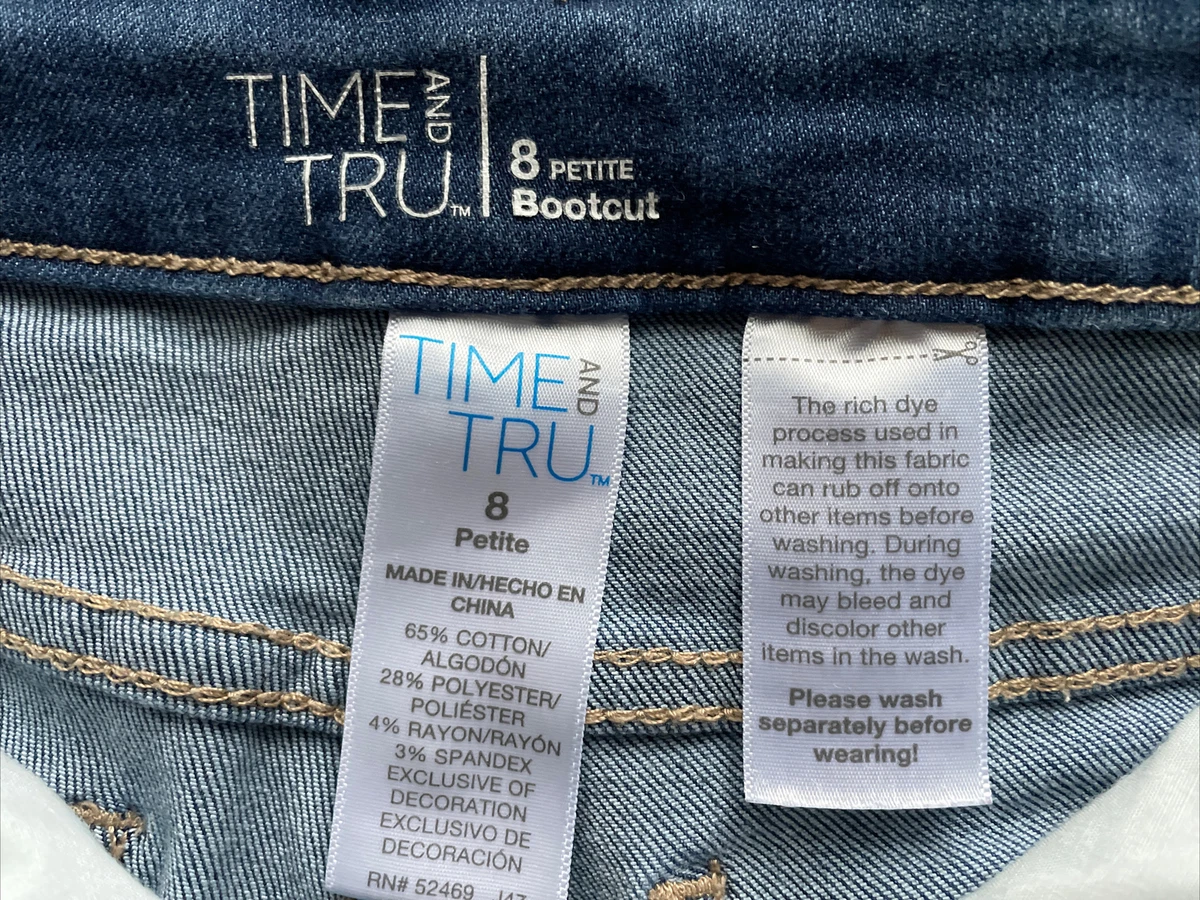 TIME AND
TRU™
8 PETITE
Bootcut
TIME AND
TRU™
8
Petite
MADE IN/HECHO EN
CHINA
65% COTTON/
ALGODÓN
28% POLYESTER/
POLIÉSTER
4% RAYON/RAYÓN
3% SPANDEX
EXCLUSIVE OF
DECORATION
EXCLUSIVO DE
DECORACIÓN
RN# 52469
The rich dye
process used in
making this fabric
can rub off onto
other items before
washing. During
washing, the dye
may bleed and
discolor other
items in the wash.
Please wash
separately before
wearing!